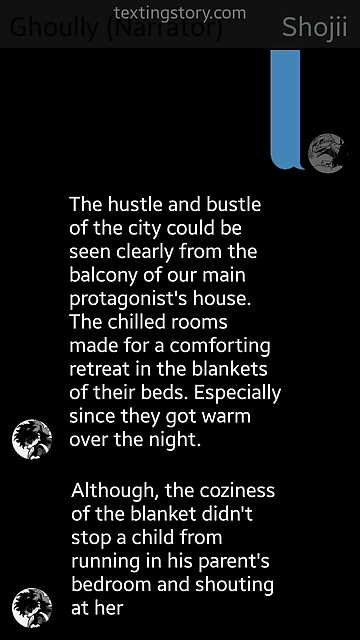 textingstory.com
Ghoully (Narrator)
Shojii
The hustle and bustle
of the city could be
seen clearly from the
balcony of our main
protagonist's house.
The chilled rooms
made for a comforting
retreat in the blankets
of their beds. Especially
since they got warm
over the night.
Although, the coziness
of the blanket didn't
stop a child from
running in his parent's
bedroom and shouting
at her